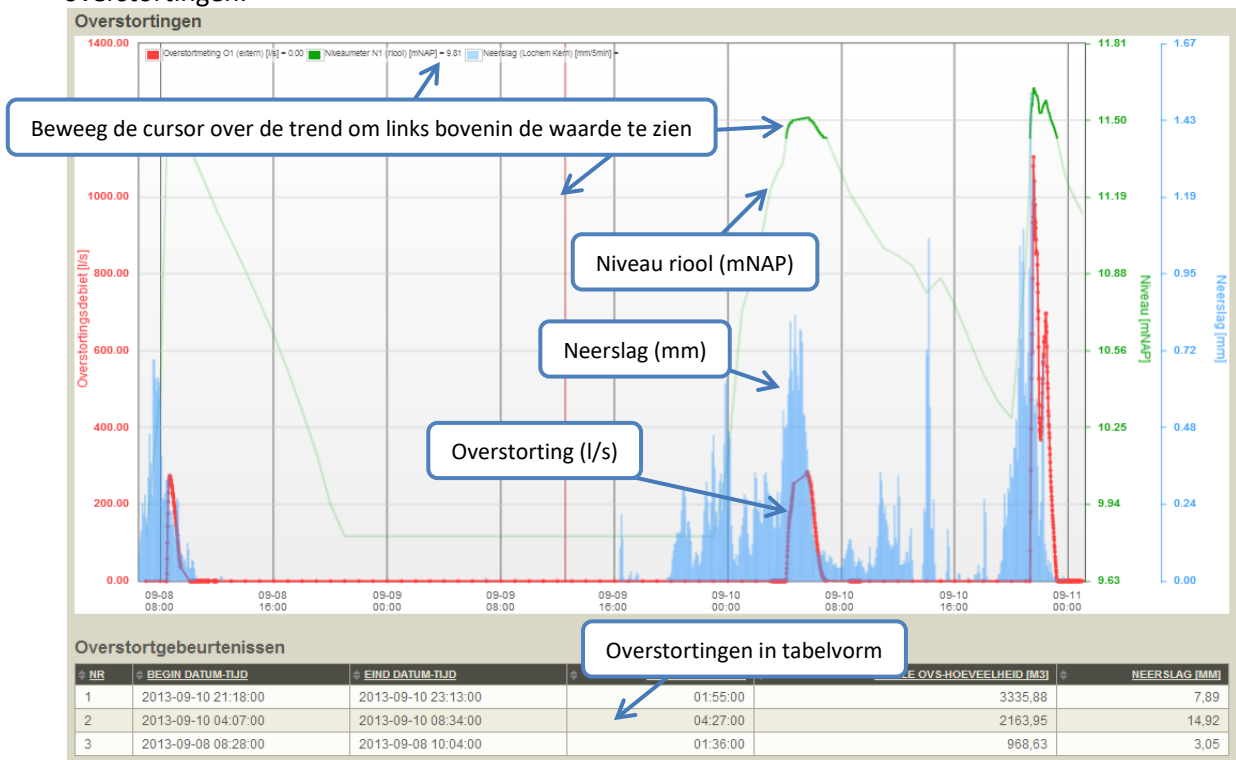 overstortingen.
Overstortingen
1400.00
Overstortmeting O1 (extern) [l/s] = 0.00 Niveaumeter N1 (riool) [mNAP] = 9.81 Neerslag (Lochem Kern) [mm/5min] =
11.81
1.67
Beweeg de cursor over de trend om links bovenin de waarde te zien
11.50
1.43
1000.00
11.19
1.19
Niveau riool (mNAP)
800.00
10.88
0.95
Overstortingsdebiet [l/s]
Niveau [mNAP]
Neerslag [mm]
Neerslag (mm)
600.00
10.56
0.72
400.00
10.25
0.48
Overstorting (l/s)
200.00
9.94
0.24
0.00
9.63
0.00
09-08 09-08 09-09 09-09 09-09 09-10 09-10 09-10 09-11
08:00 16:00 00:00 08:00 16:00 00:00 08:00 16:00 00:00
Overstortgebeurtenissen
Overstortingen in tabelvorm
NR BEGIN DATUM-TIJD EIND DATUM-TIJD OVS-HOEVEELHEID [M3] NEERSLAG [MM]
1 2013-09-10 21:18:00 2013-09-10 23:13:00 01:55:00 3335,88 7,89
2 2013-09-10 04:07:00 2013-09-10 08:34:00 04:27:00 2163,95 14,92
3 2013-09-08 08:28:00 2013-09-08 10:04:00 01:36:00 968,63 3,05